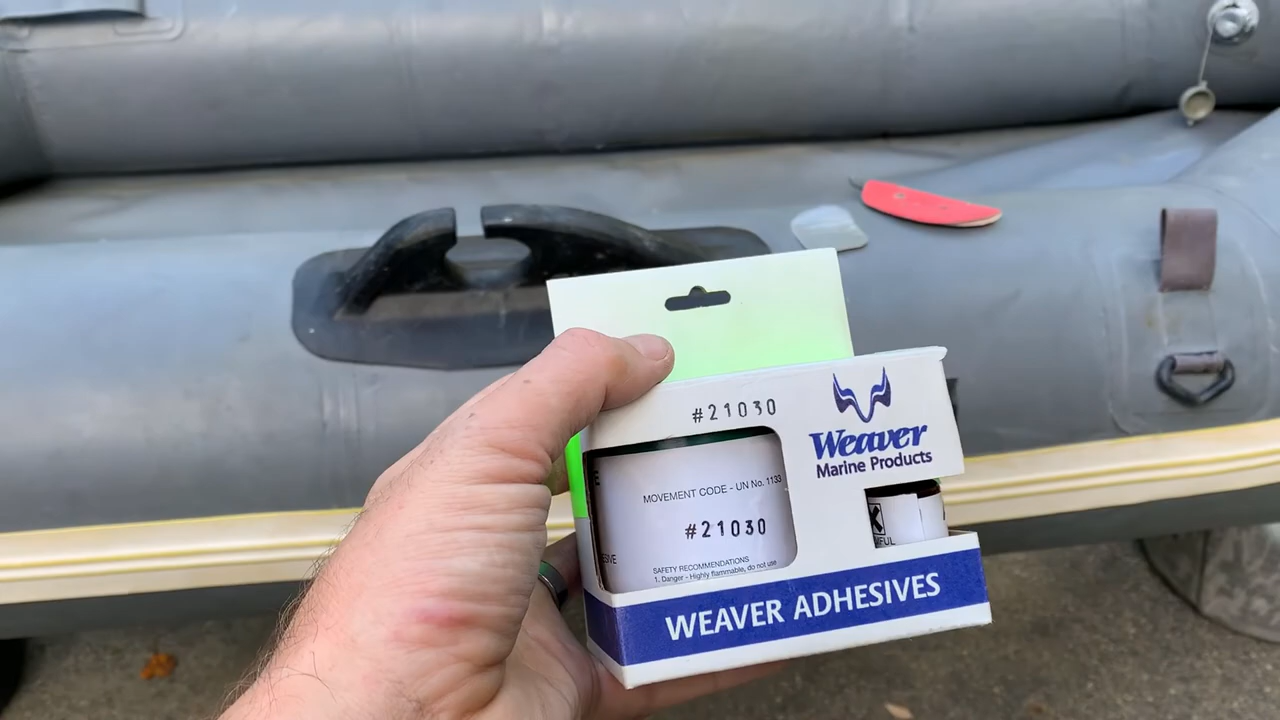 #21030
Weaver
Marine Products
E
MOVEMENT CODE - UN No. 1133
#21030
SAFETY RECOMMENDATIONS
1. Danger - Highly flammable, do not use
WEAVER ADHESIVES